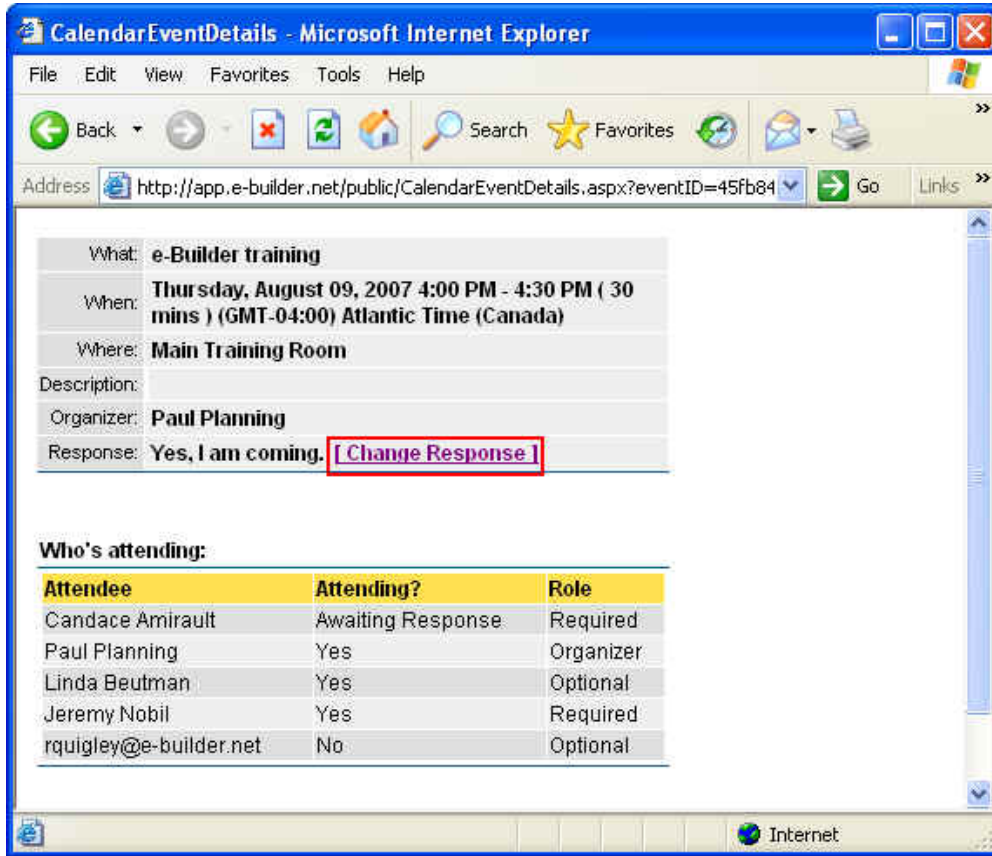 CalendarEventDetails - Microsoft Internet Explorer
File Edit View Favorites Tools Help
Back Search Favorites »
Address http://app.e-builder.net/public/CalendarEventDetails.aspx?eventID=45fb84 Go Links »
What: e-Builder training
When: Thursday, August 09, 2007 4:00 PM - 4:30 PM ( 30
mins ) (GMT-04:00) Atlantic Time (Canada)
Where: Main Training Room
Description:
Organizer: Paul Planning
Response: Yes, I am coming. [ Change Response ]
Who's attending:
Attendee Attending? Role
Candace Amirault Awaiting Response Required
Paul Planning Yes Organizer
Linda Beutman Yes Optional
Jeremy Nobil Yes Required
rquigley@e-builder.net No Optional
Internet